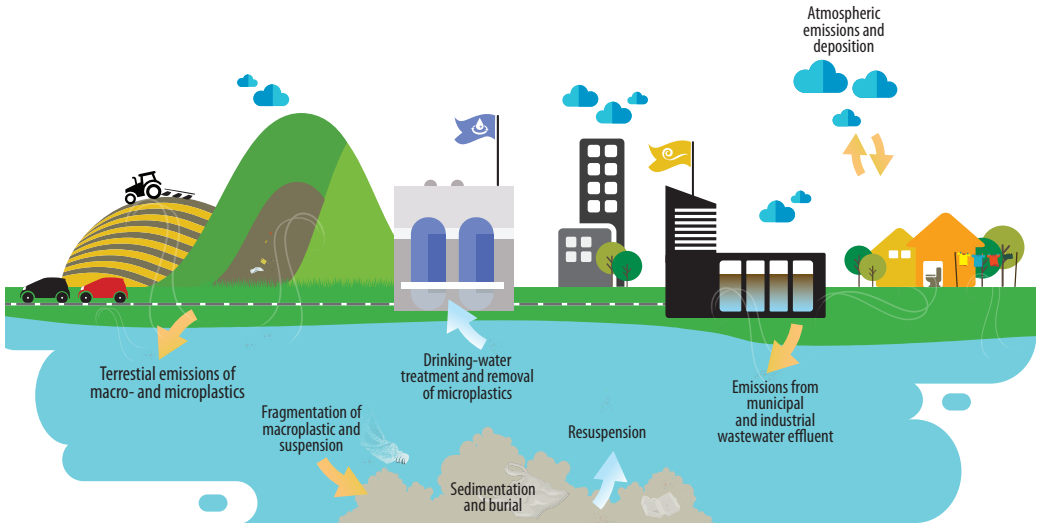 Atmospheric
emissions and
deposition
Terrestial emissions of
macro- and microplastics
Drinking-water
treatment and removal
of microplastics
Emissions from
municipal
and industrial
wastewater effluent
Fragmentation of
macroplastic and
suspension
Resuspension
Sedimentation
and burial